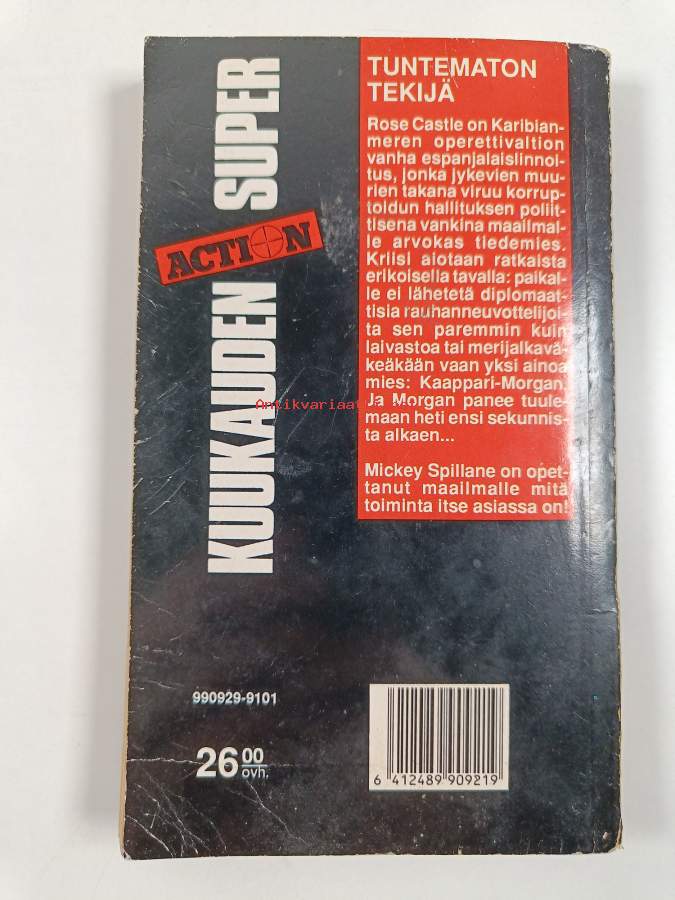 TUNTEMATON
TEKIJÄ
Rose Castle on Karibian-
meren operettivaltion
vanha espanjalaislinnoi-
tus, jonka jykevien muu-
rien takana viruu korrup-
toidun hallituksen poliit-
tisena vankina maailmal-
le arvokas tiedemies.
Kriisi aiotaan ratkaista
erikoisella tavalla: paikal-
le ei lähetetä diplomaat-
tisia rauhanneuvottelijoi-
ta sen paremmin kuin
laivastoa tai merijalkavä-
keäkään vaan yksi ainoa
mies: Kaappari-Morgan.
Ja Morgan panee tuule-
maan heti ensi sekunnis-
ta alkaen...
Mickey Spillane on opet-
tanut maailmalle mitä
toiminta itse asiassa on!
KUUKAUDEN SUPER
ACTION
990929-9101
26 00
ovh.
6 412489 909219